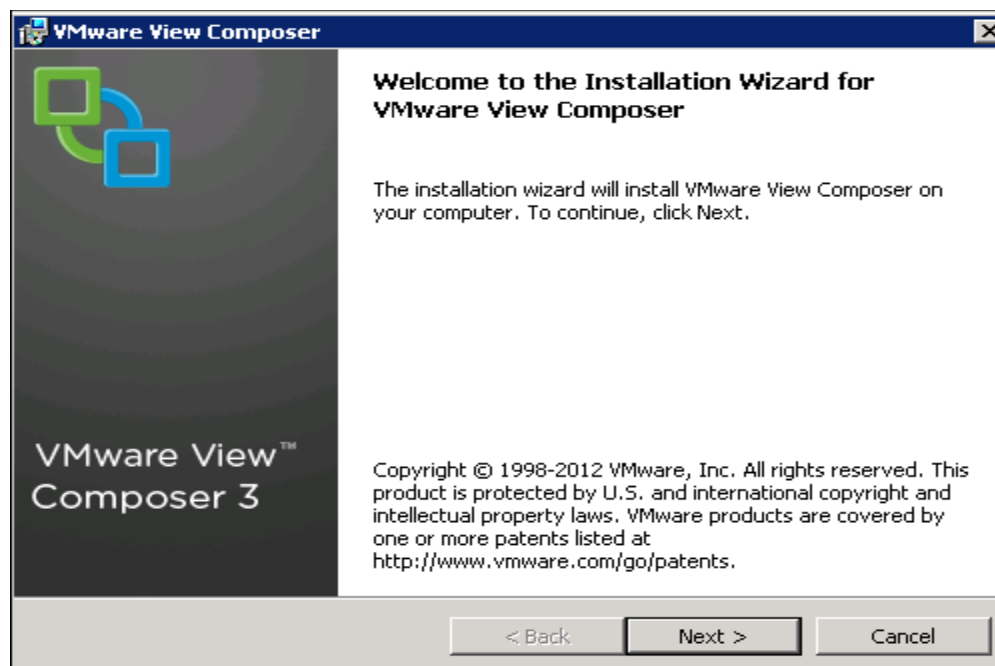 VMware View Composer
Welcome to the Installation Wizard for
VMware View Composer
The installation wizard will install VMware View Composer on
your computer. To continue, click Next.
VMware View™
Composer 3
Copyright © 1998-2012 VMware, Inc. All rights reserved. This
product is protected by U.S. and international copyright and
intellectual property laws. VMware products are covered by
one or more patents listed at
http://www.vmware.com/go/patents.
< Back
Next >
Cancel